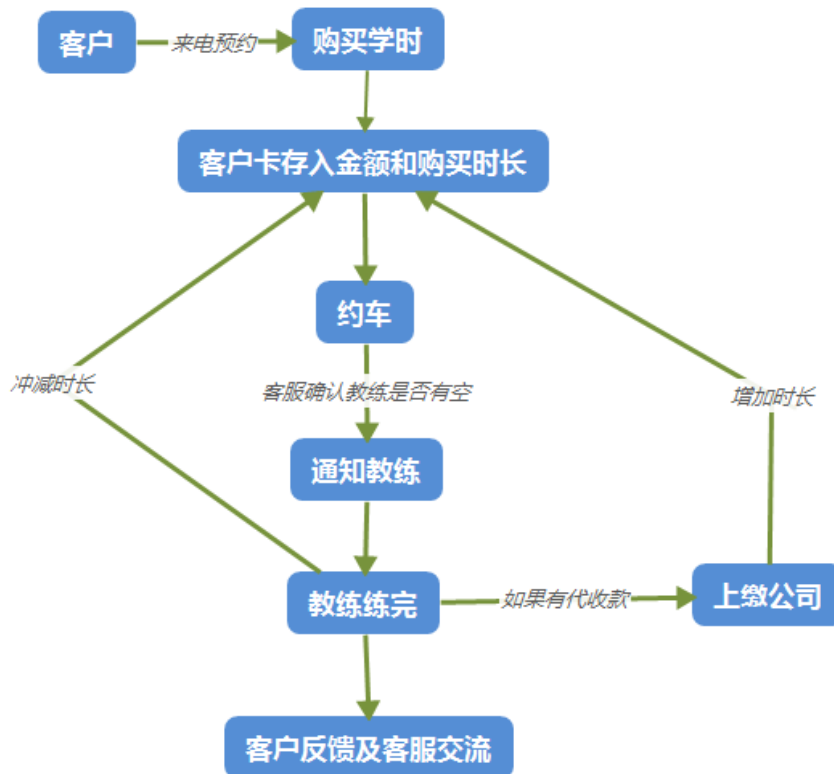 客户
来电预约
购买学时
客户卡存入金额和购买时长
约车
冲减时长
客服确认教练是否有空
增加时长
通知教练
教练练完
如果有代收款
上缴公司
客户反馈及客服交流